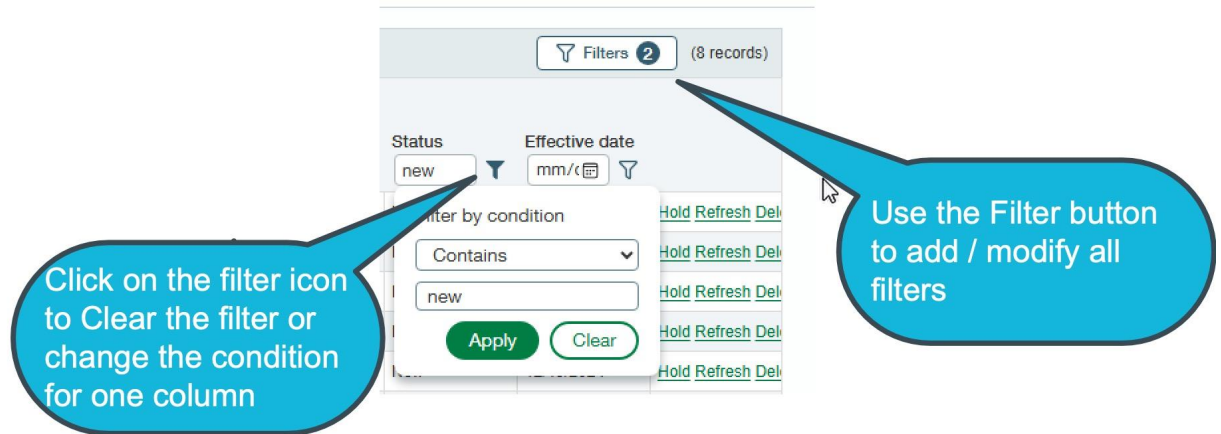 Filters 2 (8 records)
Status Effective date
new mm/
Filter by condition
Hold Refresh Del
Contains
Hold Refresh Del
new
Hold Refresh Del
Apply Clear
Hold Refresh Del
Hold Refresh Del
Click on the filter icon
to Clear the filter or
change the condition
for one column
Use the Filter button
to add / modify all
filters